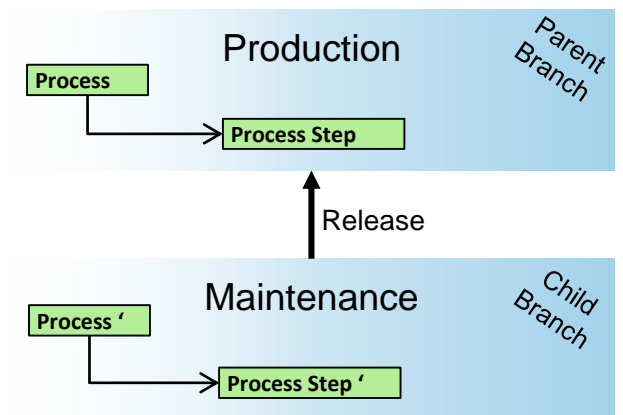 Production
Parent
Branch
Process
Process Step
Release
Maintenance
Child
Branch
Process ‘
Process Step ‘